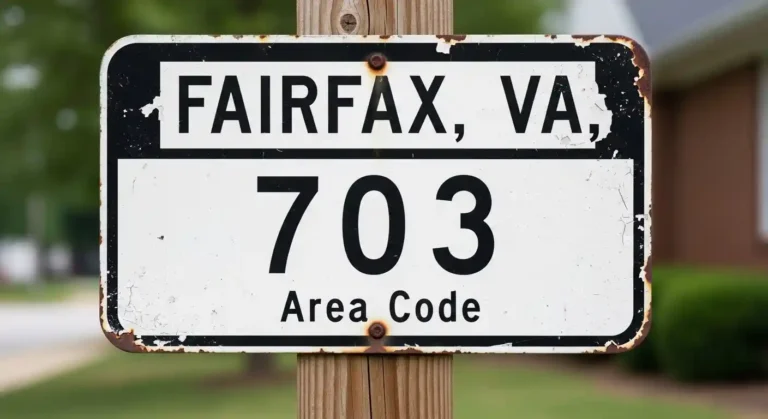 FAIRFAX, VA,
703
Area Code